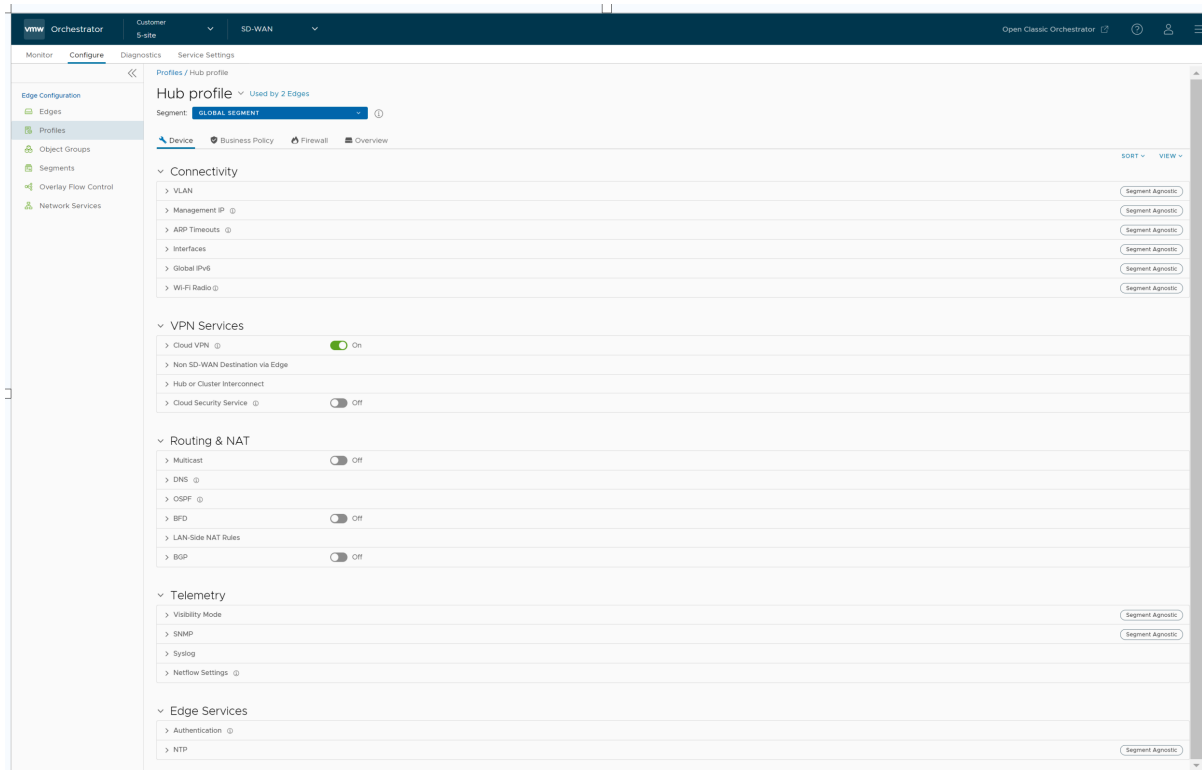 vmw Orchestrator
Customer
5-site
SD-WAN
Open Classic Orchestrator
Monitor Configure Diagnostics Service Settings
Edge Configuration
Edges
Profiles
Object Groups
Segments
Overlay Flow Control
Network Services
Profiles / Hub profile
Hub profile Used by 2 Edges
Segment: GLOBAL SEGMENT
Device Business Policy Firewall Overview
SORT VIEW
Connectivity
VLAN Segment Agnostic
Management IP Segment Agnostic
ARP Timeouts Segment Agnostic
Interfaces Segment Agnostic
Global IPv6 Segment Agnostic
Wi-Fi Radio Segment Agnostic
VPN Services
Cloud VPN On
Non SD-WAN Destination via Edge
Hub or Cluster Interconnect
Cloud Security Service Off
Routing & NAT
Multicast Off
DNS
OSPF
BFD Off
LAN-Side NAT Rules
BGP Off
Telemetry
Visibility Mode Segment Agnostic
SNMP Segment Agnostic
Syslog
Netflow Settings
Edge Services
Authentication
NTP Segment Agnostic